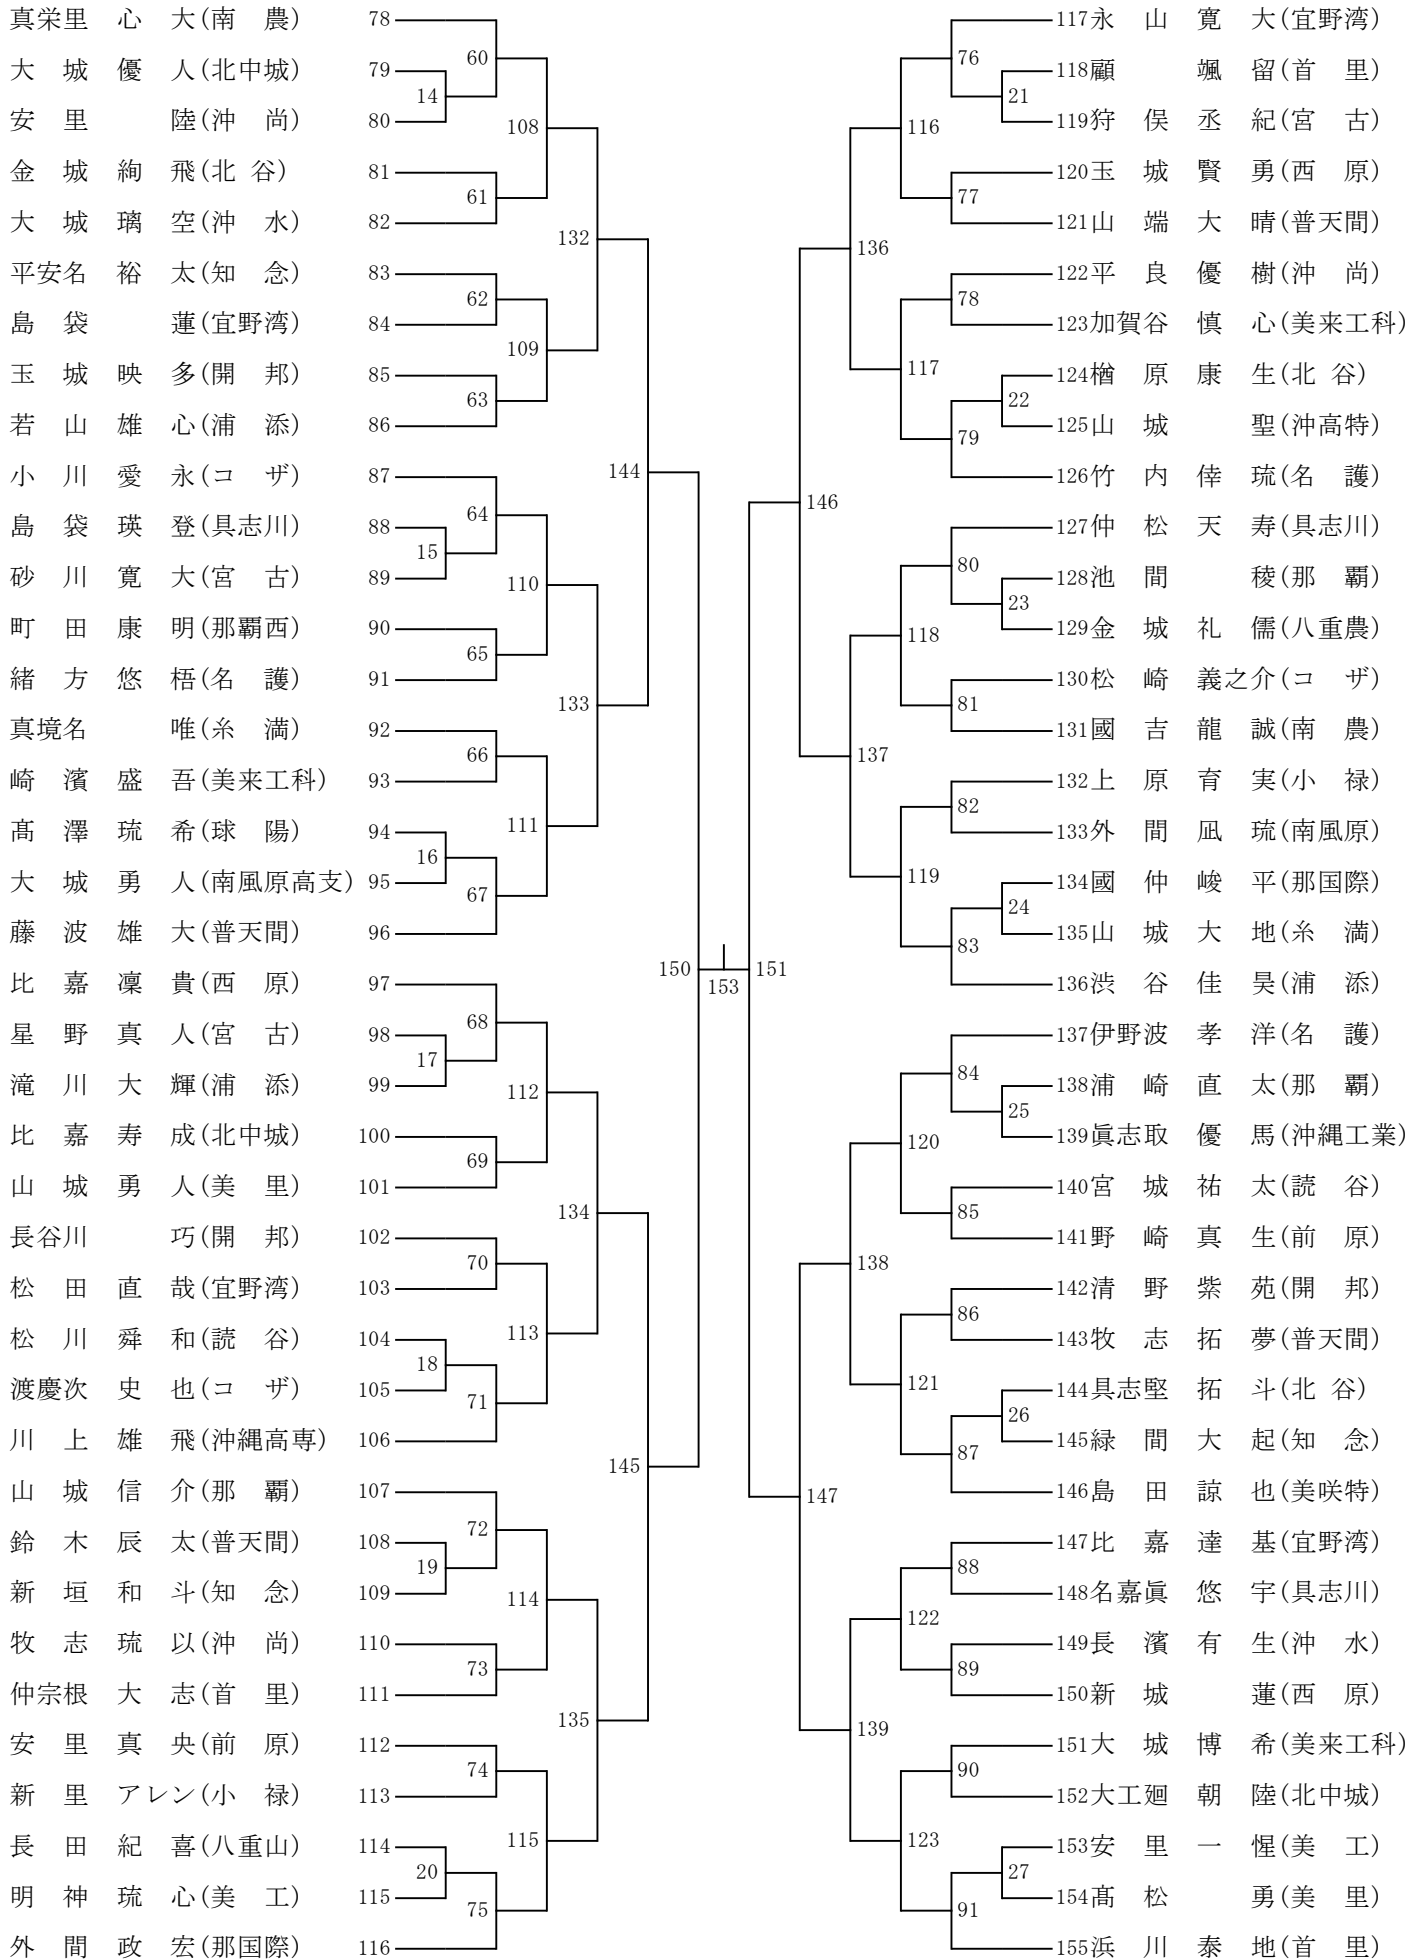 真栄里 心 大(南 農) 78
大 城 優 人(北中城) 79
安 里 陸(沖 尚) 80
金 城 絢 飛(北 谷) 81
大 城 璃 空(沖 水) 82
平安名 裕 太(知 念) 83
島 袋 蓮(宜野湾) 84
玉 城 映 多(開 邦) 85
若 山 雄 心(浦 添) 86
小 川 愛 永(コ ザ) 87
島 袋 瑛 登(具志川) 88
砂 川 寛 大(宮 古) 89
町 田 康 明(那覇西) 90
緒 方 悠 梧(名 護) 91
真境名 唯(糸 満) 92
崎 濱 盛 吾(美来工科) 93
髙 澤 琉 希(球 陽) 94
大 城 勇 人(南風原高支) 95
藤 波 雄 大(普天間) 96
比 嘉 凜 貴(西 原) 97
星 野 真 人(宮 古) 98
滝 川 大 輝(浦 添) 99
比 嘉 寿 成(北中城) 100
山 城 勇 人(美 里) 101
長谷川 巧(開 邦) 102
松 田 直 哉(宜野湾) 103
松 川 舜 和(読 谷) 104
渡慶次 史 也(コ ザ) 105
川 上 雄 飛(沖縄高専) 106
山 城 信 介(那 覇) 107
鈴 木 辰 太(普天間) 108
新 垣 和 斗(知 念) 109
牧 志 琉 以(沖 尚) 110
仲宗根 大 志(首 里) 111
安 里 真 央(前 原) 112
新 里 アレン(小 禄) 113
長 田 紀 喜(八重山) 114
明 神 琉 心(美 工) 115
外 間 政 宏(那国際) 116
14
15
16
17
18
19
20
60
61
62
63
64
65
66
67
68
69
70
71
72
73
74
75
108
109
110
111
112
113
114
115
132
133
134
135
144
145
150
153
151
146
147
136
137
138
139
116
117
118
119
120
121
122
123
76
77
78
79
80
81
82
83
84
85
86
87
88
89
90
91
21
22
23
24
25
26
27
117永 山 寛 大(宜野湾)
118顧 颯 留(首 里)
119狩 俣 丞 紀(宮 古)
120玉 城 賢 勇(西 原)
121山 端 大 晴(普天間)
122平 良 優 樹(沖 尚)
123加賀谷 慎 心(美来工科)
124楢 原 康 生(北 谷)
125山 城 聖(沖高特)
126竹 内 倖 琉(名 護)
127仲 松 天 寿(具志川)
128池 間 稜(那 覇)
129金 城 礼 儒(八重農)
130松 崎 義之介(コ ザ)
131國 吉 龍 誠(南 農)
132上 原 育 実(小 禄)
133外 間 凪 琉(南風原)
134國 仲 峻 平(那国際)
135山 城 大 地(糸 満)
136渋 谷 佳 昊(浦 添)
137伊野波 孝 洋(名 護)
138浦 崎 直 太(那 覇)
139眞志取 優 馬(沖縄工業)
140宮 城 祐 太(読 谷)
141野 崎 真 生(前 原)
142清 野 紫 苑(開 邦)
143牧 志 拓 夢(普天間)
144具志堅 拓 斗(北 谷)
145緑 間 大 起(知 念)
146島 田 諒 也(美咲特)
147比 嘉 達 基(宜野湾)
148名嘉眞 悠 宇(具志川)
149長 濱 有 生(沖 水)
150新 城 蓮(西 原)
151大 城 博 希(美来工科)
152大工廻 朝 陸(北中城)
153安 里 一 惺(美 工)
154髙 松 勇(美 里)
155浜 川 泰 地(首 里)